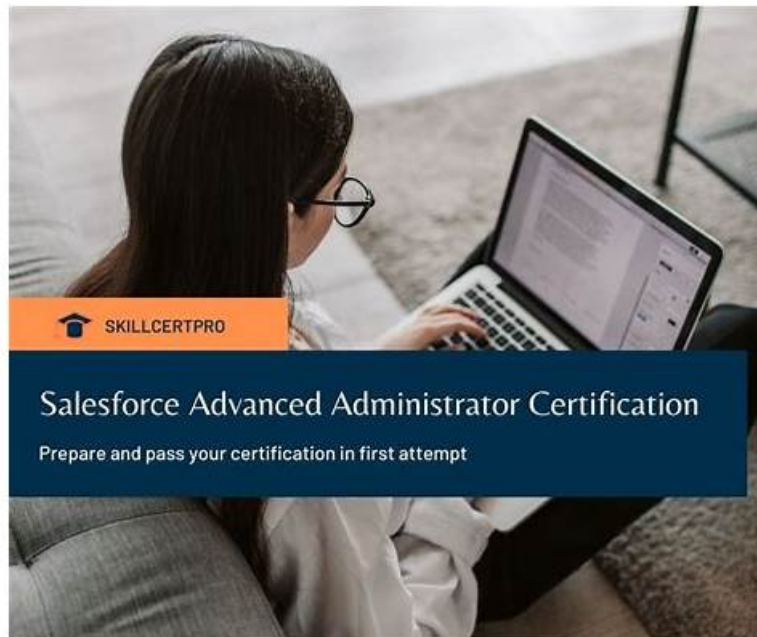 SKILLCERTPRO
Salesforce Advanced Administrator Certification
Prepare and pass your certification in first attempt